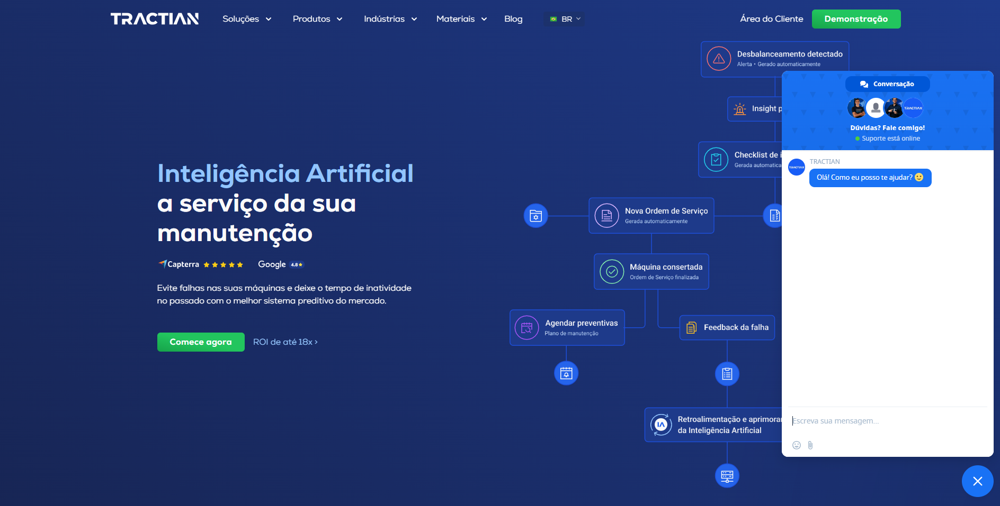 TRACTIAN
Soluções
Produtos
Indústrias
Materiais
Blog
BR
Área do Cliente
Demonstração
Inteligência Artificial
a serviço da sua
manutenção
Capterra
Google 4.8
Evite falhas nas suas máquinas e deixe o tempo de inatividade
no passado com o melhor sistema preditivo do mercado.
Comece agora
ROI de até 18x >
Desbalanceamento detectado
Alerta • Gerado automaticamente
Insight p
Checklist de i
Gerada automatica
Nova Ordem de Serviço
Gerada automaticamente
Máquina consertada
Ordem de Serviço finalizada
Agendar preventivas
Plano de manutenção
Feedback da falha
IA
Retroalimentação e aprimora
da Inteligência Artificial
Conversação
TRACTIAN
Dúvidas? Fale comigo!
Suporte está online
TRACTIAN
TRACTIAN
Olá! Como eu posso te ajudar?
Escreva sua mensagem...